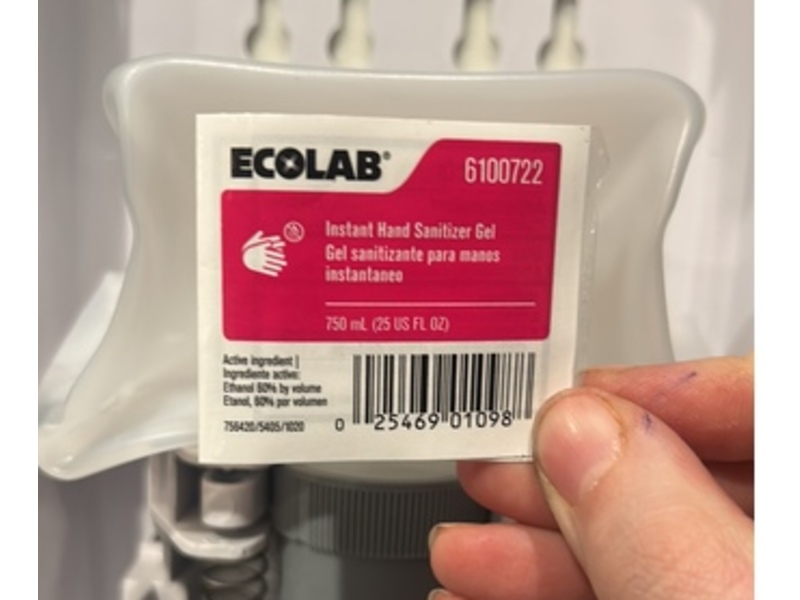 ECOLAB®
6100722
Instant Hand Sanitizer Gel
Gel sanitizante para manos
instantaneo
750 mL (25 US FL OZ)
Active ingredient |
Ingrediente activo:
Ethanol 60% by volume
Etanol, 60% por volumen
756420/5405/1020
0 25469 01098